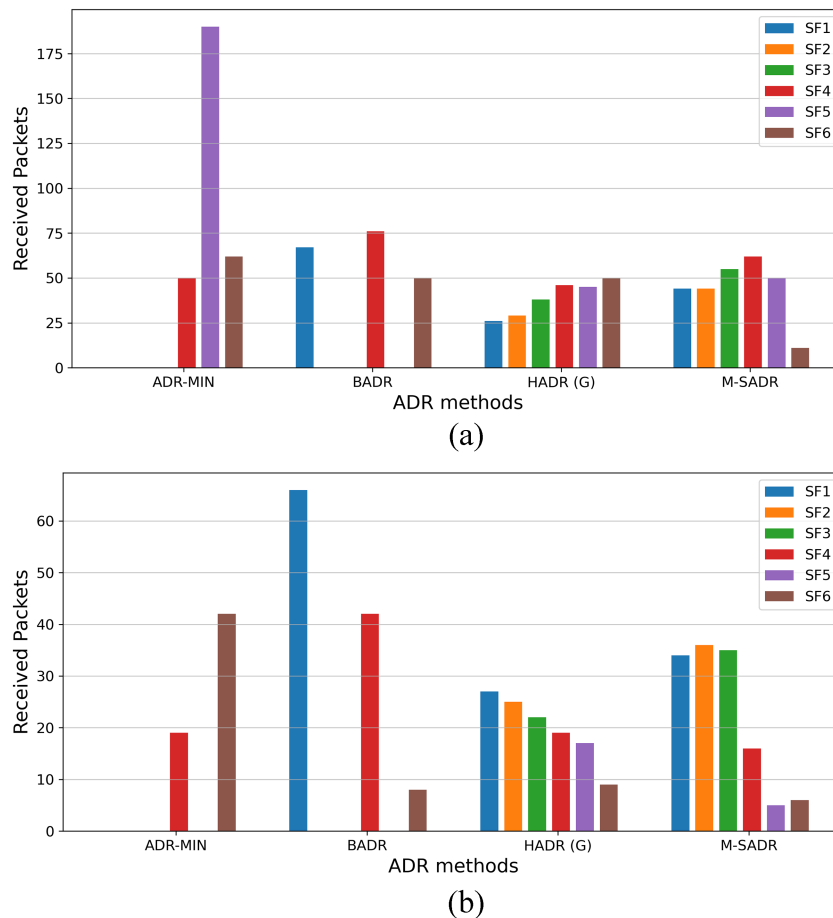 SF1
SF2
SF3
SF4
SF5
SF6
175
150
125
100
75
50
25
0
Received Packets
ADR-MIN BADR HADR (G) M-SADR
ADR methods
(a)
SF1
SF2
SF3
SF4
SF5
SF6
60
50
40
30
20
10
0
Received Packets
ADR-MIN BADR HADR (G) M-SADR
ADR methods
(b)